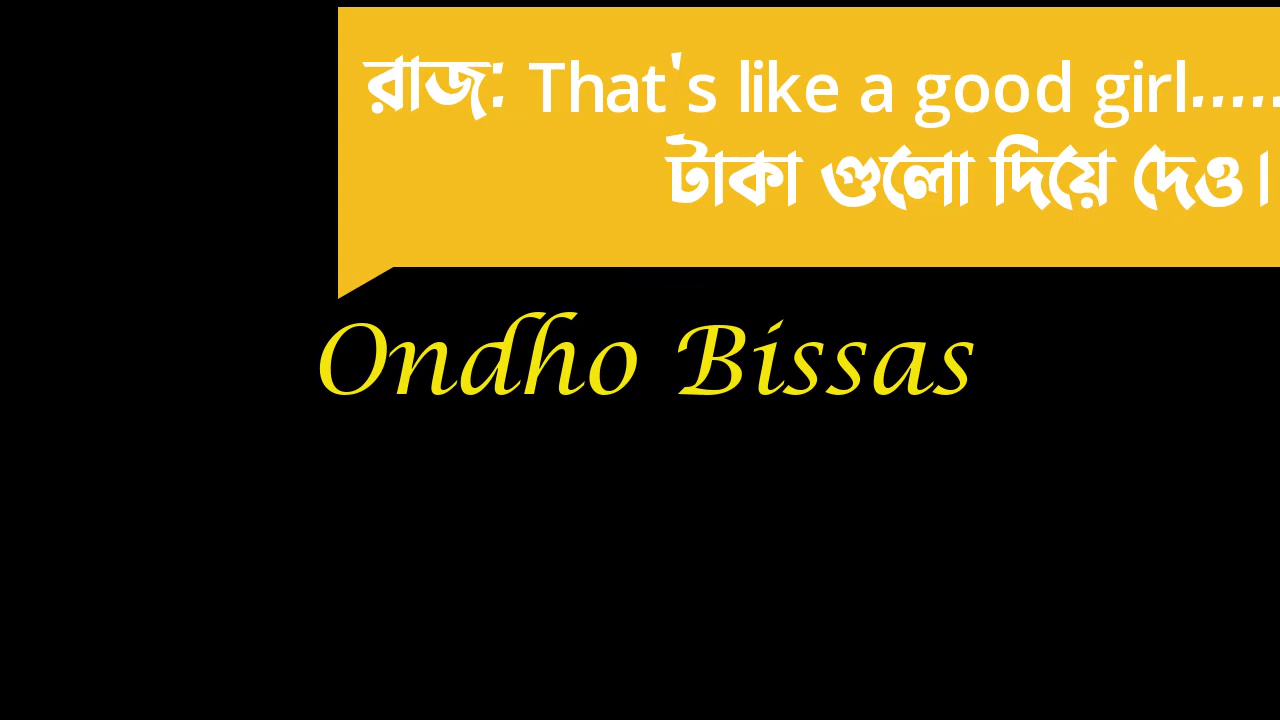 রাজ: That's like a good girl.....
টাকা গুলো দিয়ে দেও।
Ondho Bissas